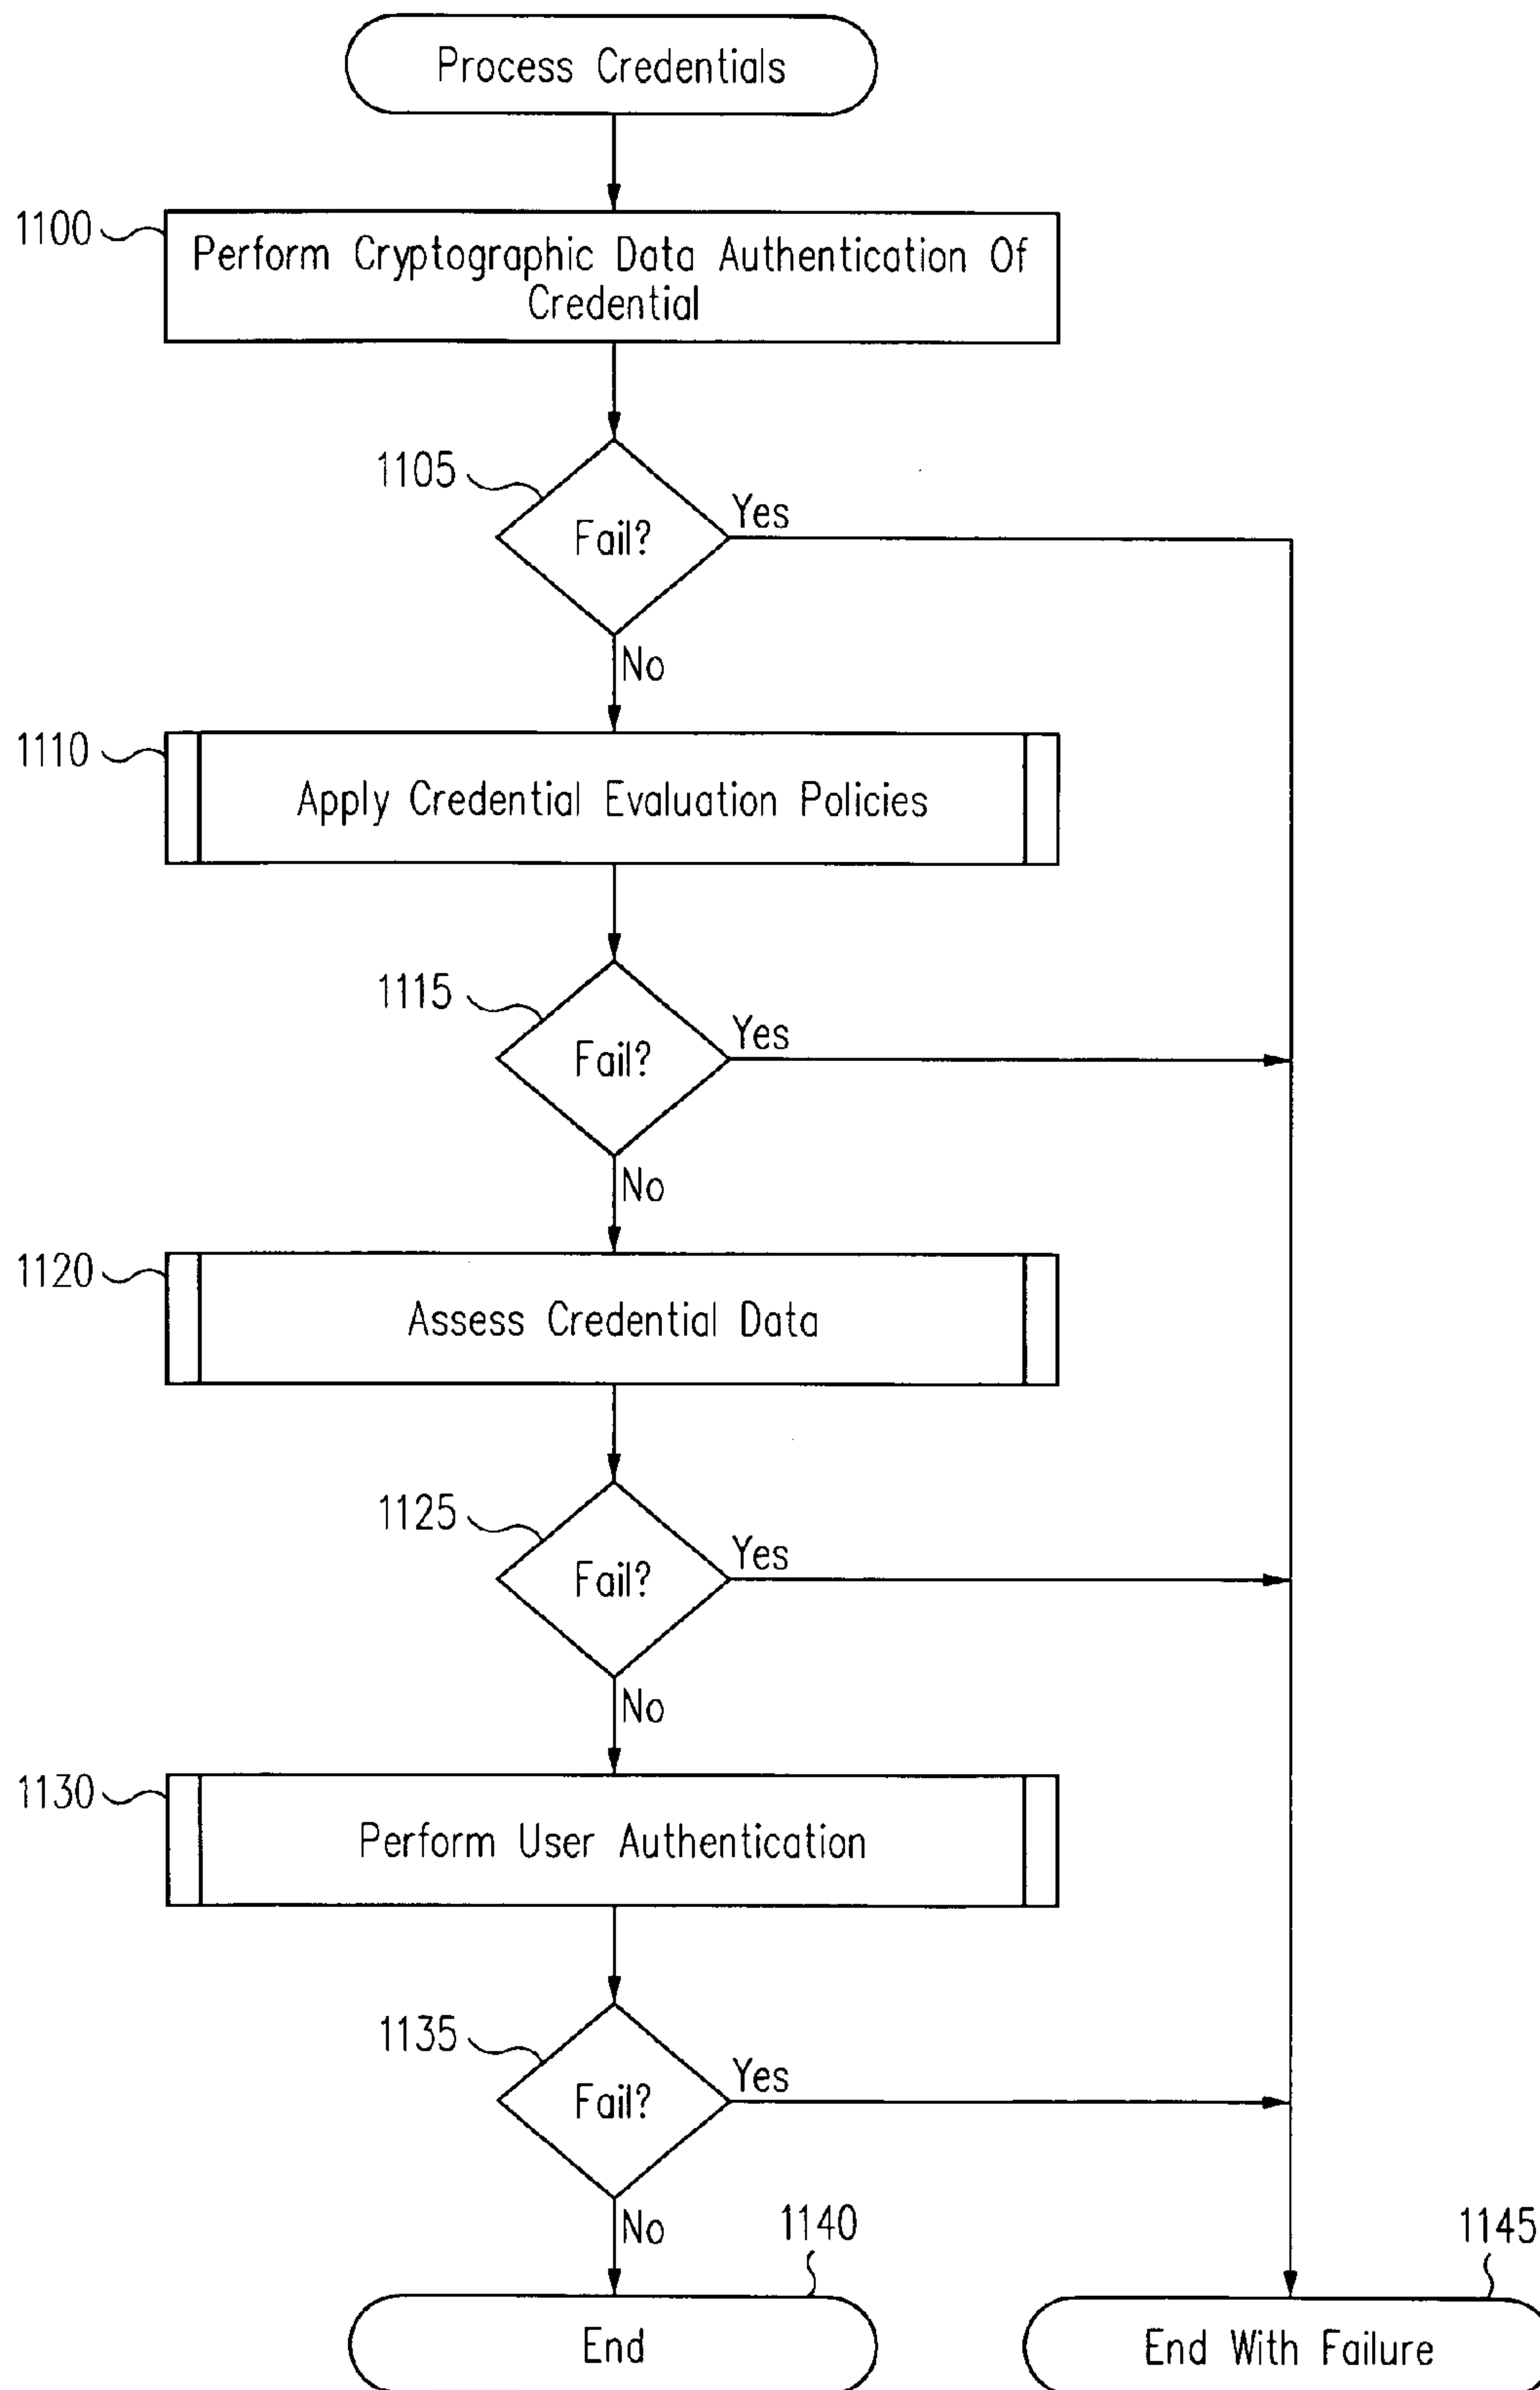 Process Credentials
1100
Perform Cryptographic Data Authentication Of
Credential
1105
Fail?
Yes
No
1110
Apply Credential Evaluation Policies
1115
Fail?
Yes
No
1120
Assess Credential Data
1125
Fail?
Yes
No
1130
Perform User Authentication
1135
Fail?
Yes
No
1140
1145
End
End With Failure